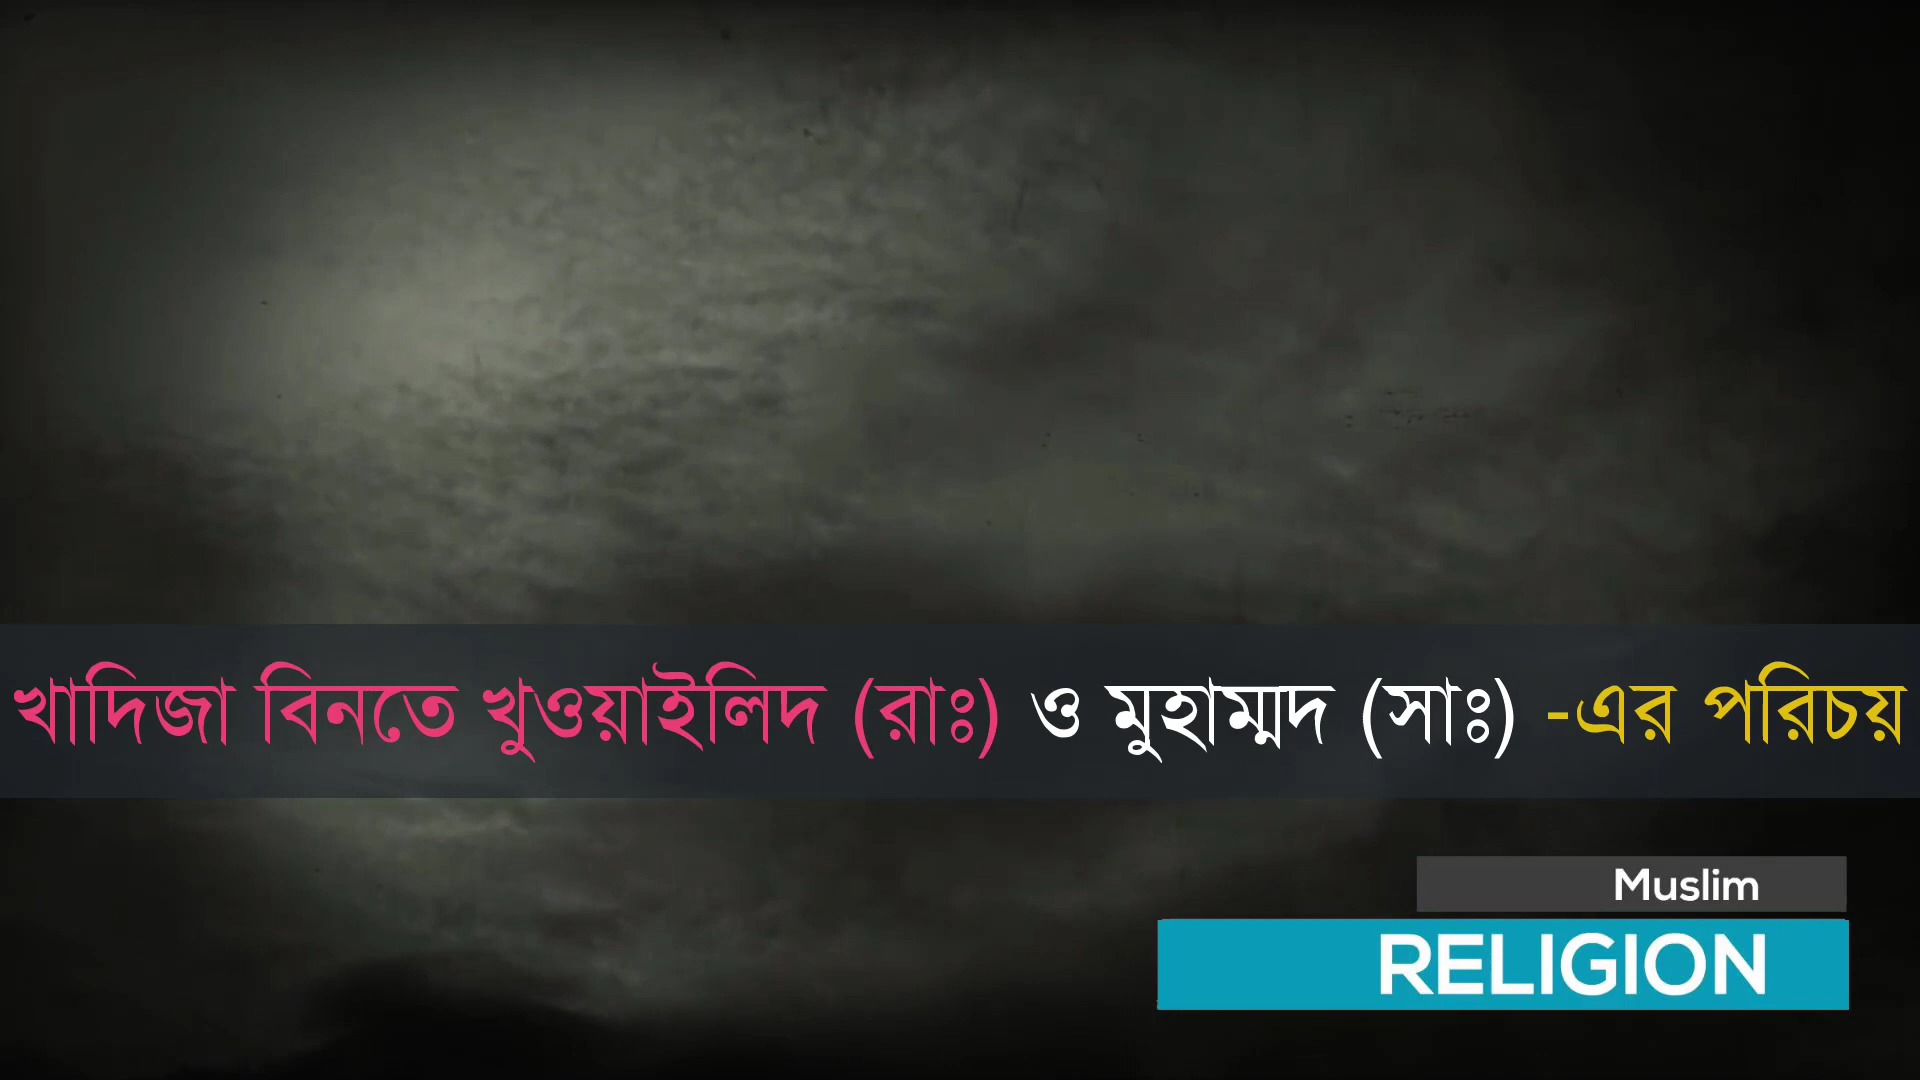 খাদিজা বিনতে খুওয়াইলিদ (রাঃ) ও মুহাম্মদ (সাঃ) -এর পরিচয়
Muslim
RELIGION